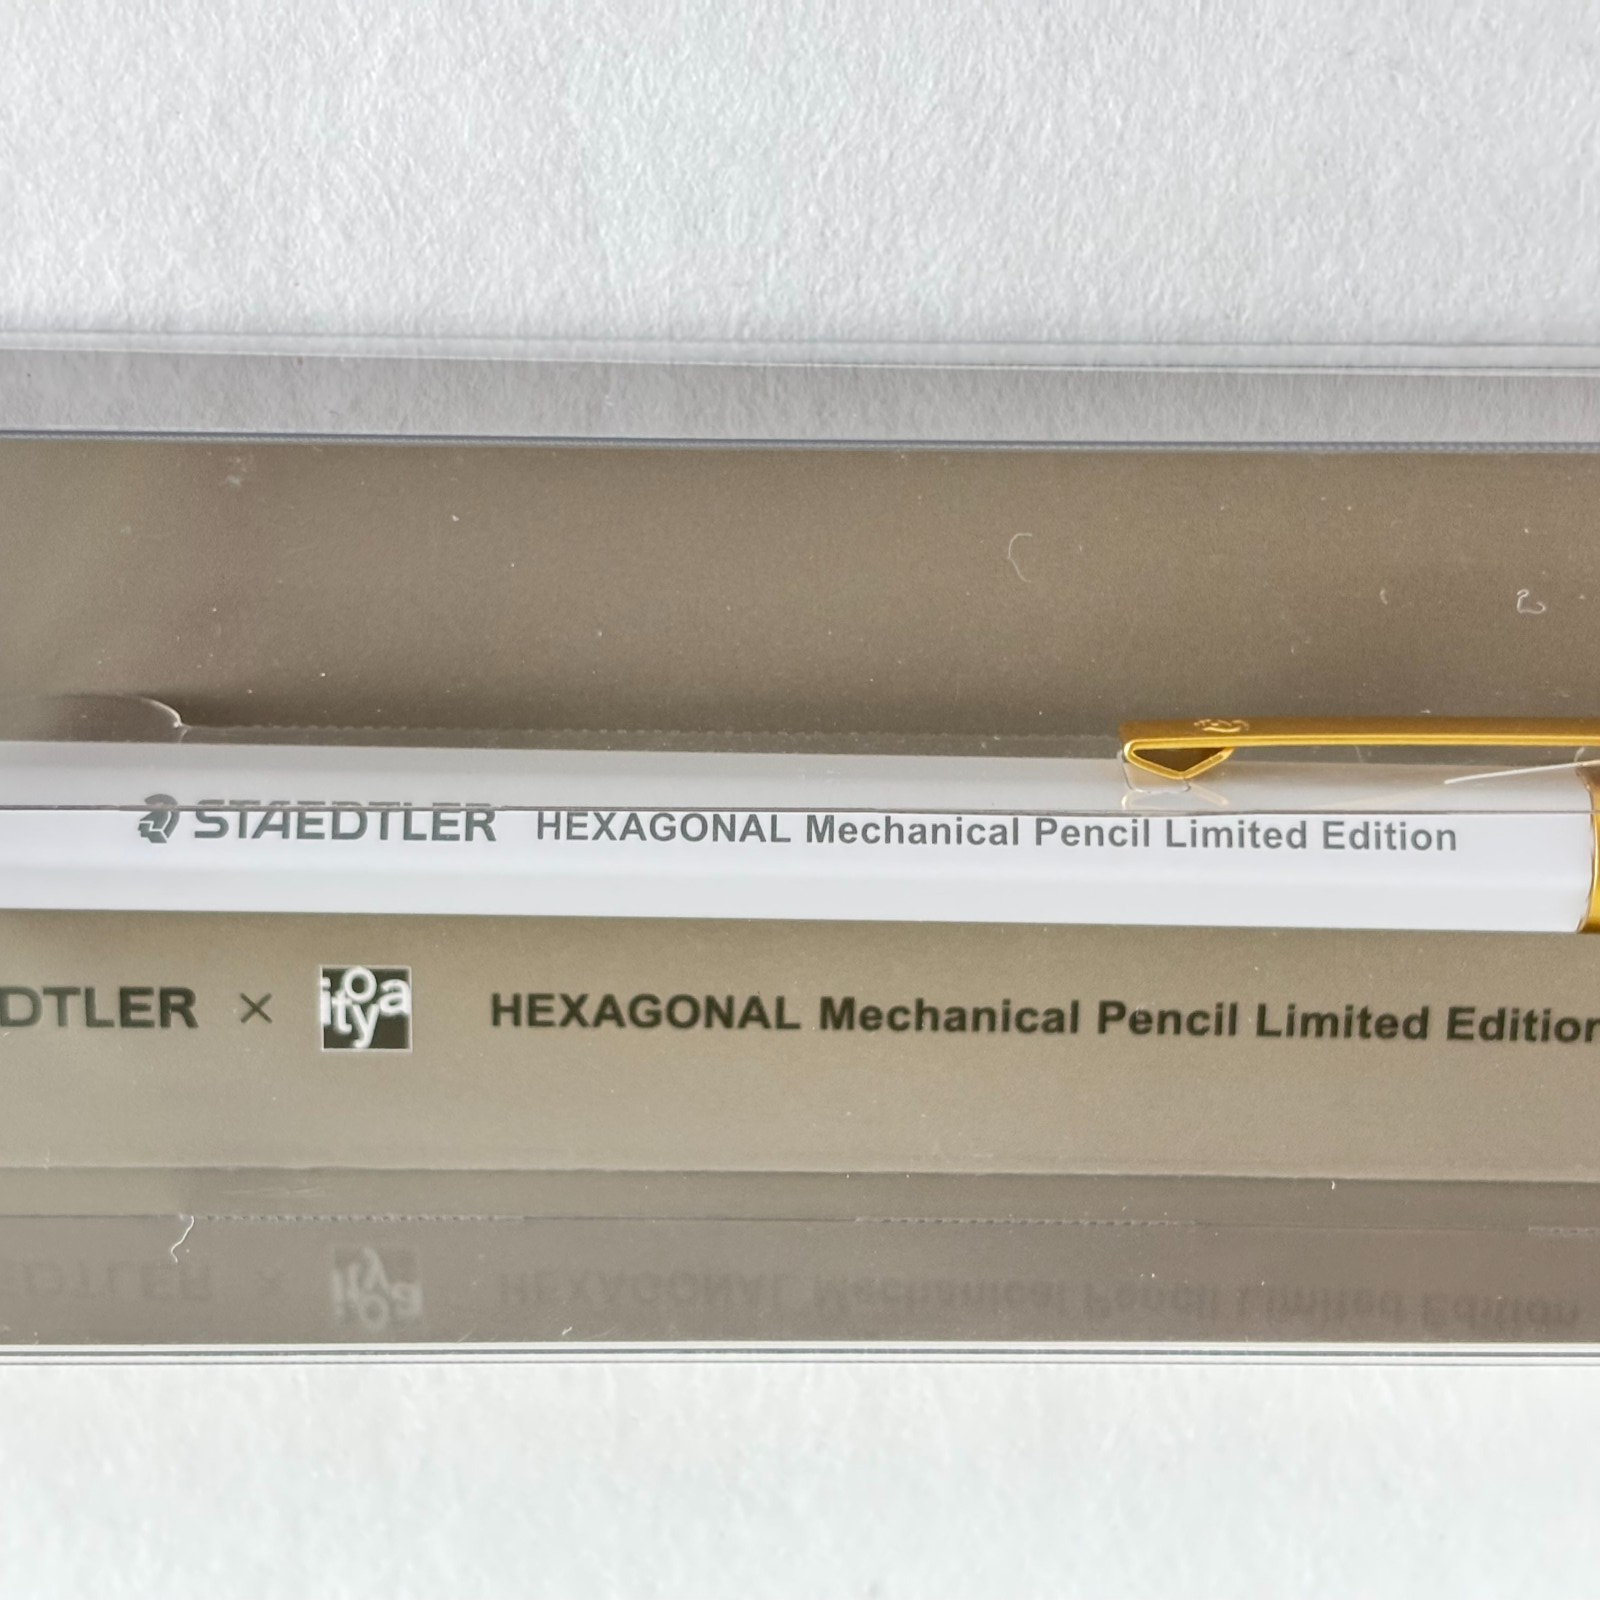 STAEDTLER HEXAGONAL Mechanical Pencil Limited Edition
DTLER × itoya HEXAGONAL Mechanical Pencil Limited Edition